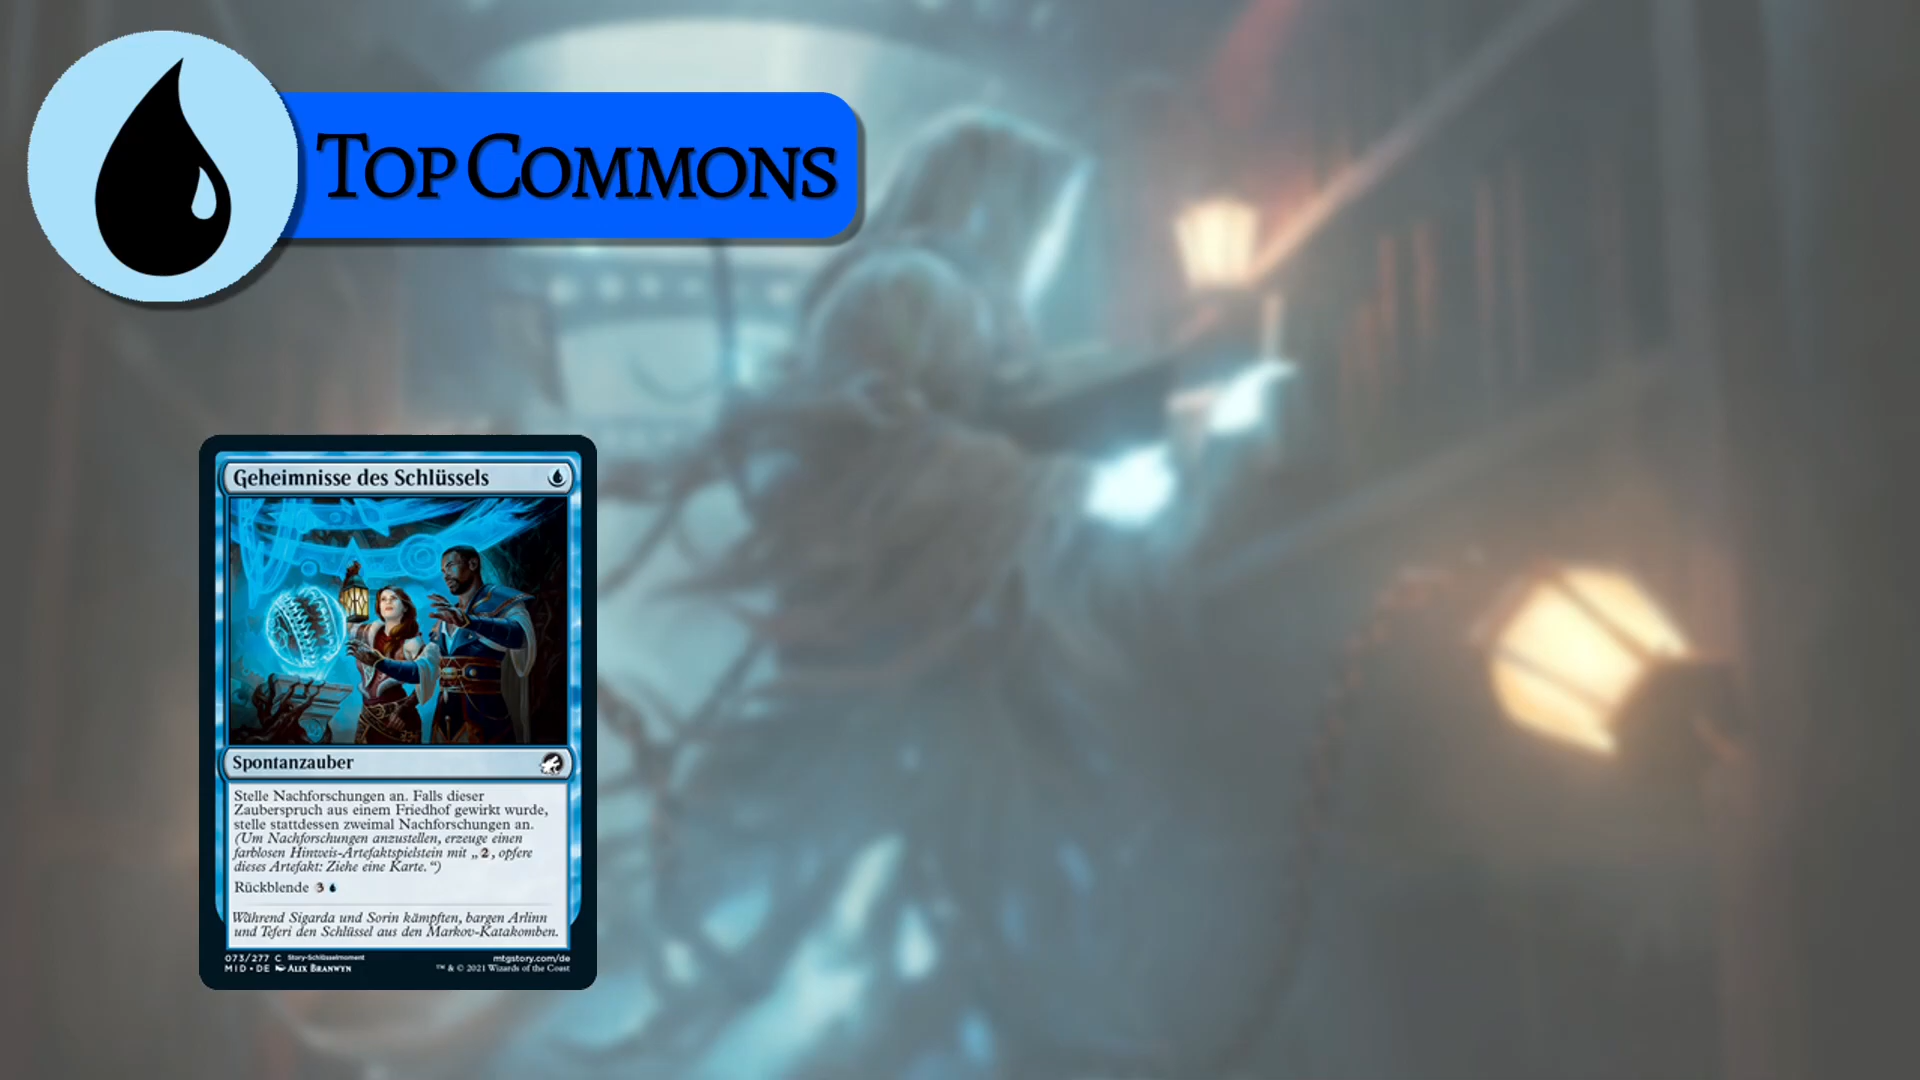 Top Commons
Geheimnisse des Schlüssels
Spontanzauber
Stelle Nachforschungen an. Falls dieser
Zauberspruch aus einem Friedhof gewirkt wurde,
stelle stattdessen zweimal Nachforschungen an.
(Um Nachforschungen anzustellen, erzeuge einen
farblosen Hinweis-Artefaktspielstein mit „2, opfere
dieses Artefakt: Ziehe eine Karte.“)
Rückblende 3
Während Sigarda und Sorin kämpften, bargen Arlinn
und Teferi den Schlüssel aus den Markov-Katakomben.
073/277 C Story-Schlüsselmoment
mtgstory.com/de
MID • DE Alix Branwyn
™ & © 2021 Wizards of the Coast